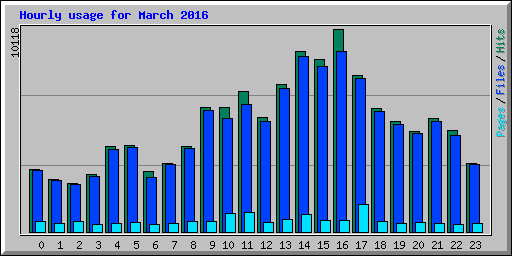 Hourly usage for March 2016
10118
Pages/Files/Hits
0 1 2 3 4 5 6 7 8 9 10 11 12 13 14 15 16 17 18 19 20 21 22 23